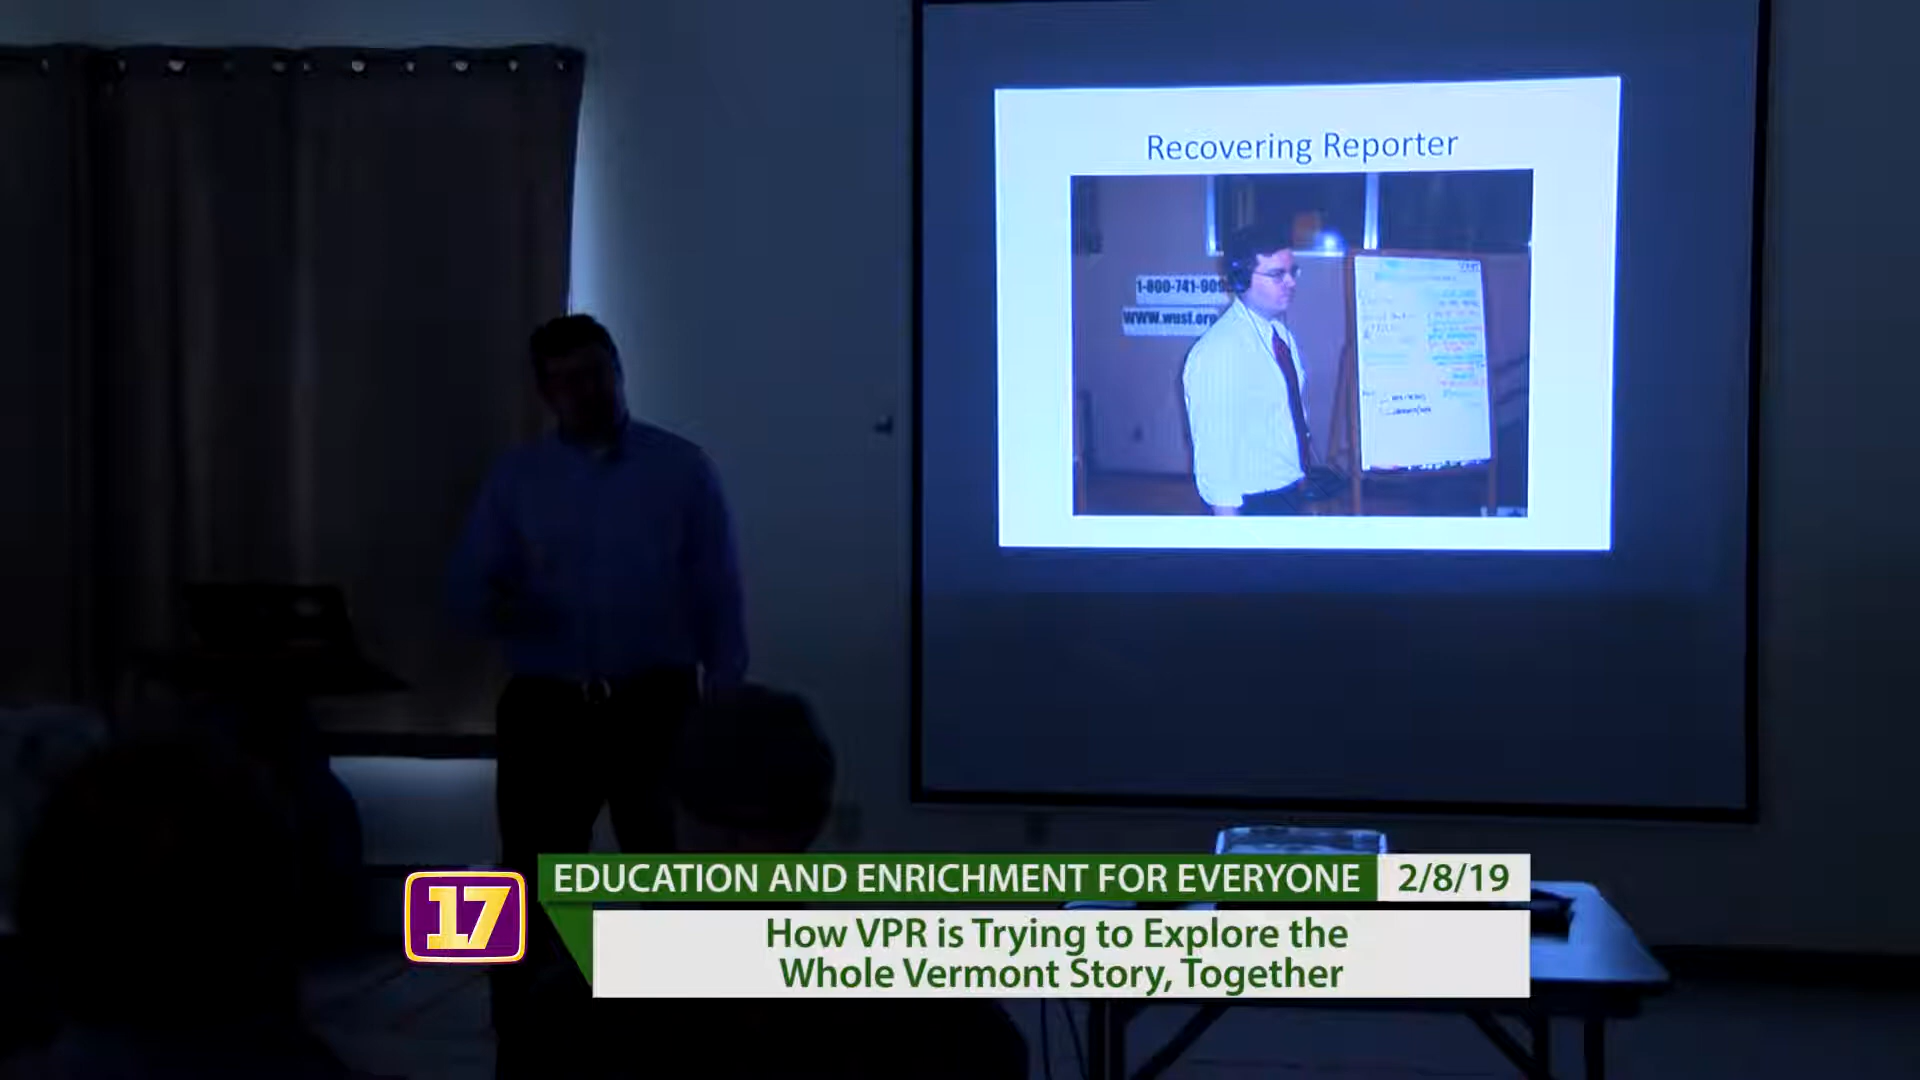 Recovering Reporter
1-800-741-909
WWW.wusf.org
17
EDUCATION AND ENRICHMENT FOR EVERYONE 2/8/19
How VPR is Trying to Explore the
Whole Vermont Story, Together